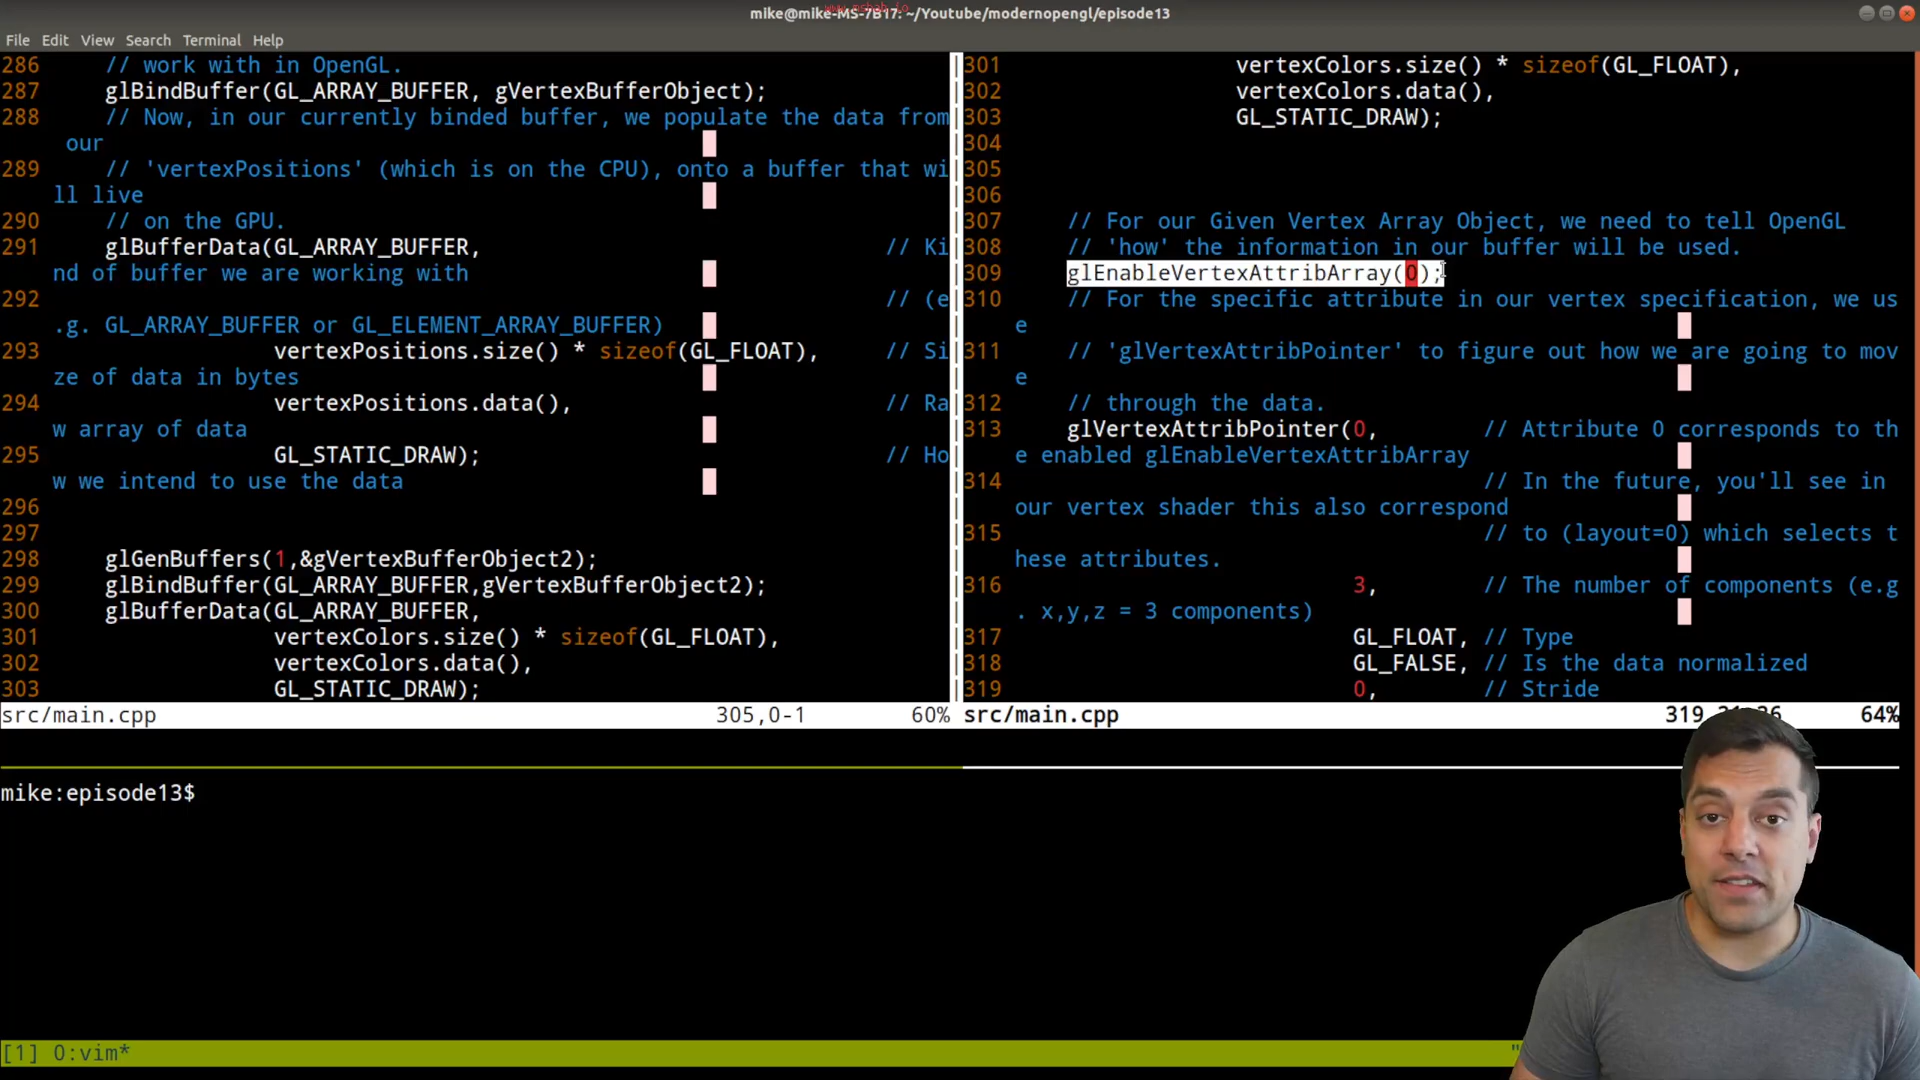 www.mshah.io
mike@mike-MS-7B17: ~/Youtube/modernopengl/episode13
File Edit View Search Terminal Help
286 // work with in OpenGL.
287 glBindBuffer(GL_ARRAY_BUFFER, gVertexBufferObject);
288 // Now, in our currently binded buffer, we populate the data from
our
289 // 'vertexPositions' (which is on the CPU), onto a buffer that wi
ll live
290 // on the GPU.
291 glBufferData(GL_ARRAY_BUFFER, // Ki
nd of buffer we are working with
292 // (e
.g. GL_ARRAY_BUFFER or GL_ELEMENT_ARRAY_BUFFER)
293 vertexPositions.size() * sizeof(GL_FLOAT), // Si
ze of data in bytes
294 vertexPositions.data(), // Ra
w array of data
295 GL_STATIC_DRAW); // Ho
w we intend to use the data
296
297
298 glGenBuffers(1,&gVertexBufferObject2);
299 glBindBuffer(GL_ARRAY_BUFFER,gVertexBufferObject2);
300 glBufferData(GL_ARRAY_BUFFER,
301 vertexColors.size() * sizeof(GL_FLOAT),
302 vertexColors.data(),
303 GL_STATIC_DRAW);
src/main.cpp 305,0-1 60%
301 vertexColors.size() * sizeof(GL_FLOAT),
302 vertexColors.data(),
303 GL_STATIC_DRAW);
304
305
306
307 // For our Given Vertex Array Object, we need to tell OpenGL
308 // 'how' the information in our buffer will be used.
309 glEnableVertexAttribArray(0);
310 // For the specific attribute in our vertex specification, we us
e
311 // 'glVertexAttribPointer' to figure out how we are going to mov
e
312 // through the data.
313 glVertexAttribPointer(0, // Attribute 0 corresponds to th
e enabled glEnableVertexAttribArray
314 // In the future, you'll see in
our vertex shader this also correspond
315 // to (layout=0) which selects t
hese attributes.
316 3, // The number of components (e.g
. x,y,z = 3 components)
317 GL_FLOAT, // Type
318 GL_FALSE, // Is the data normalized
319 0, // Stride
src/main.cpp 319 64%
mike:episode13$
[1] 0:vim* "